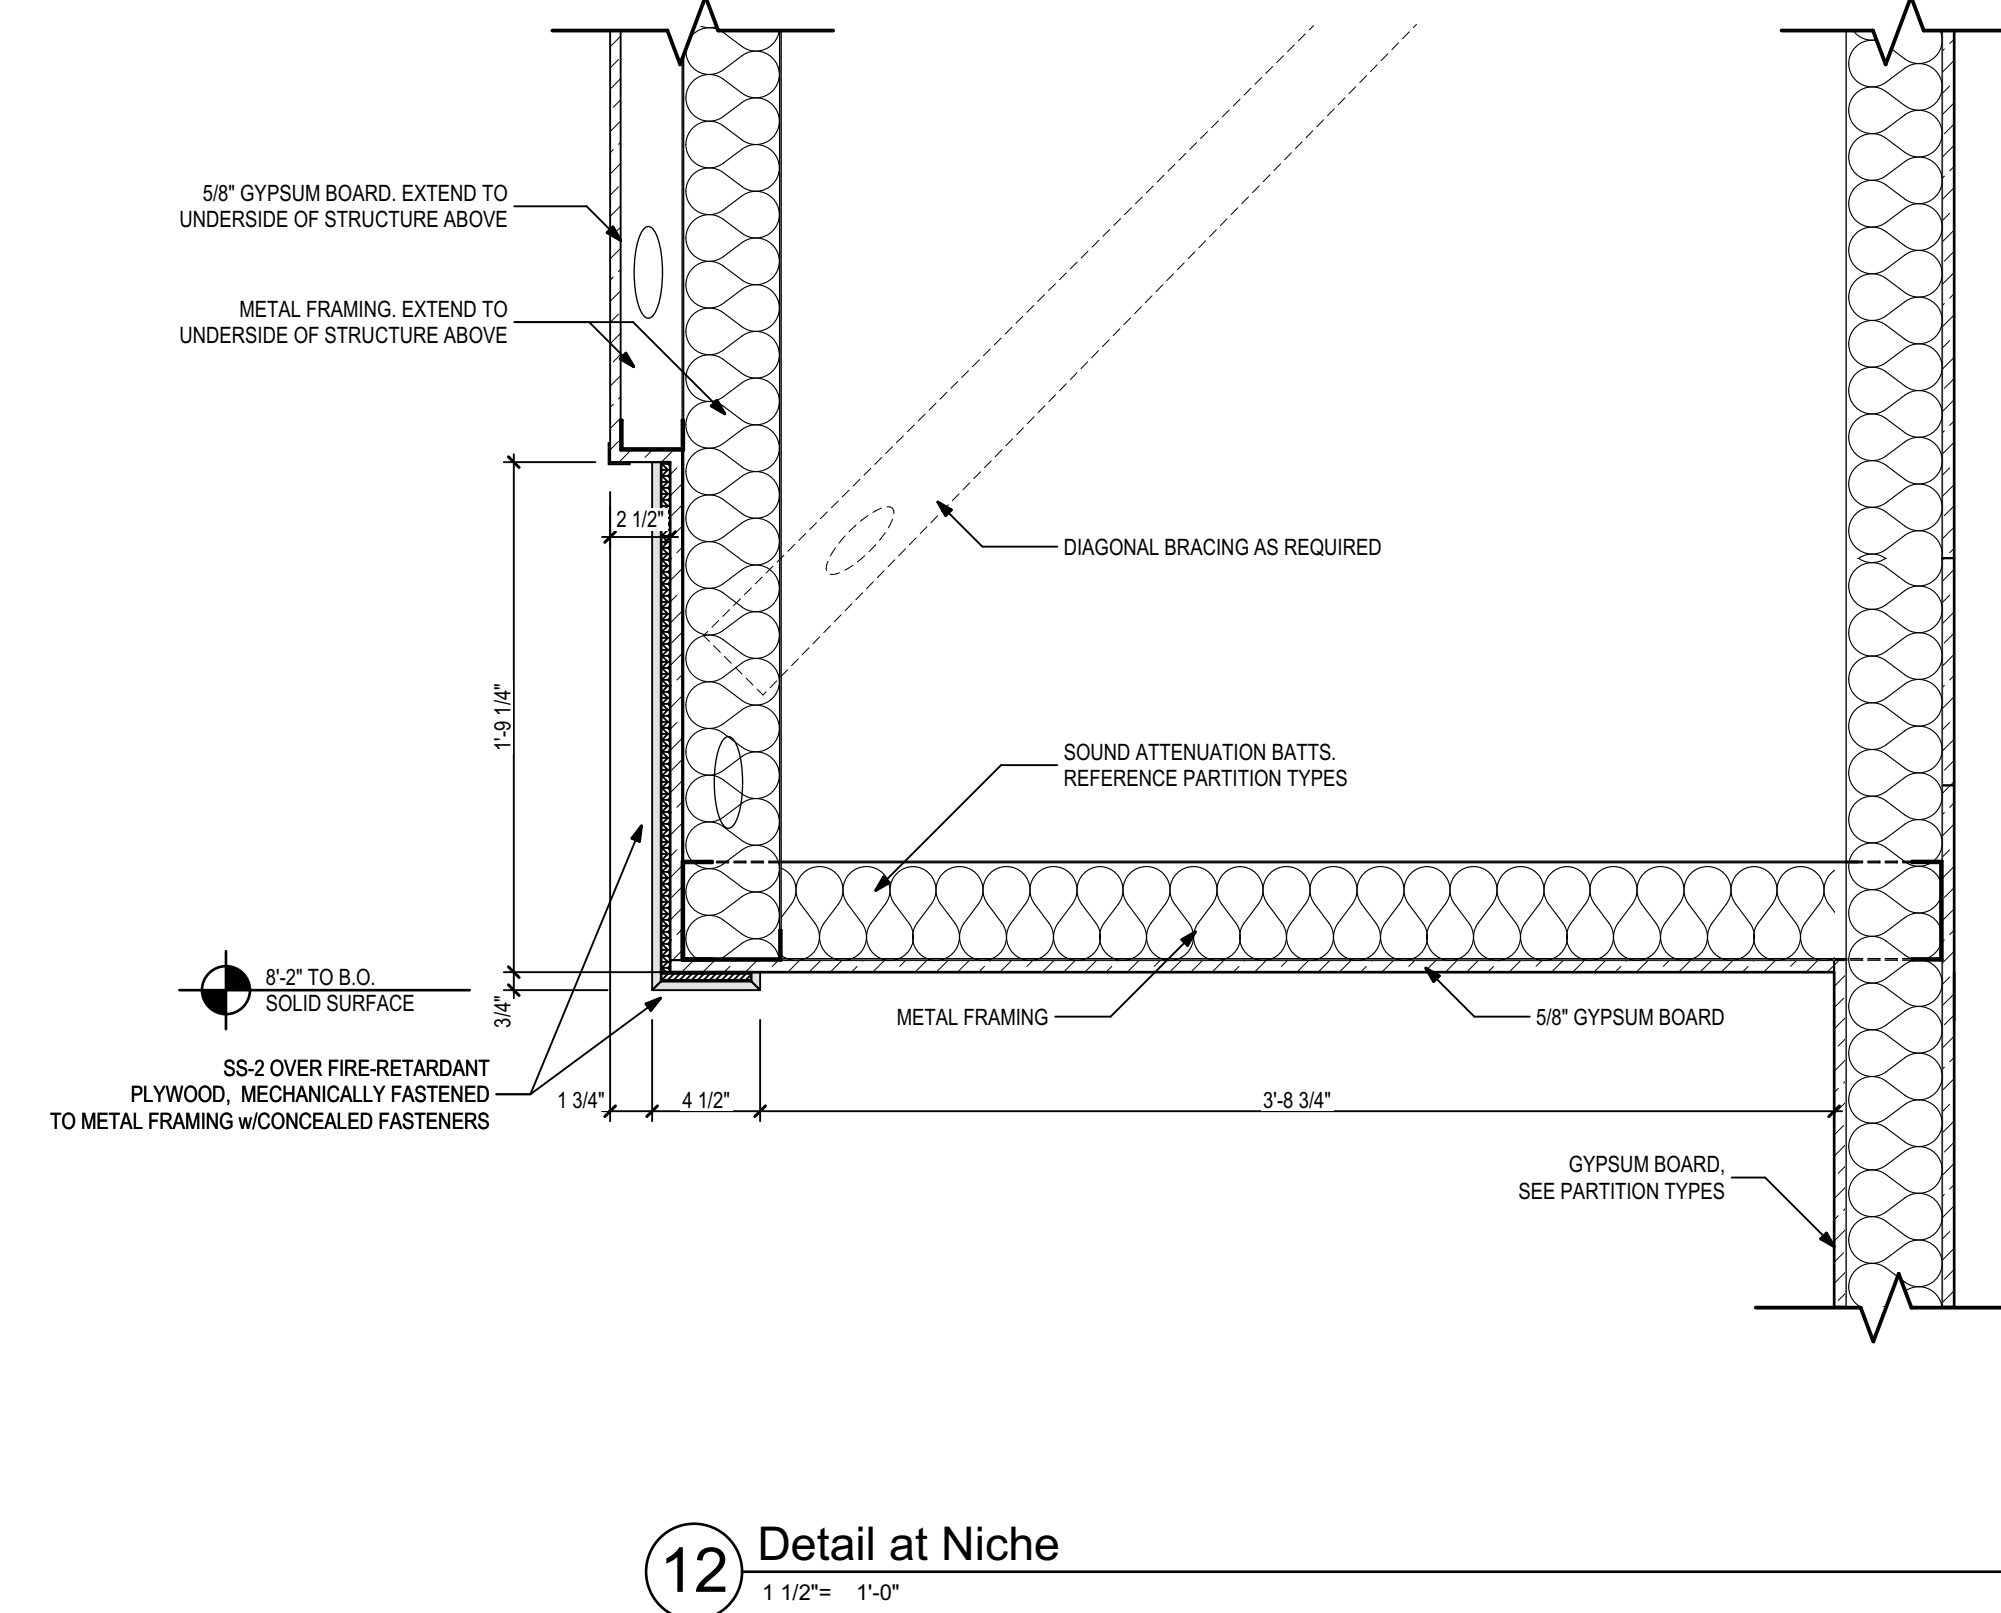 5/8" GYPSUM BOARD. EXTEND TO
UNDERSIDE OF STRUCTURE ABOVE
METAL FRAMING. EXTEND TO
UNDERSIDE OF STRUCTURE ABOVE
2 1/2"
DIAGONAL BRACING AS REQUIRED
1'-9 1/4"
SOUND ATTENUATION BATTS.
REFERENCE PARTITION TYPES
8'-2" TO B.O.
SOLID SURFACE
3/4"
METAL FRAMING
5/8" GYPSUM BOARD
SS-2 OVER FIRE-RETARDANT
PLYWOOD, MECHANICALLY FASTENED
TO METAL FRAMING w/CONCEALED FASTENERS
1 3/4"
4 1/2"
3'-8 3/4"
GYPSUM BOARD,
SEE PARTITION TYPES
12
Detail at Niche
1 1/2"= 1'-0"